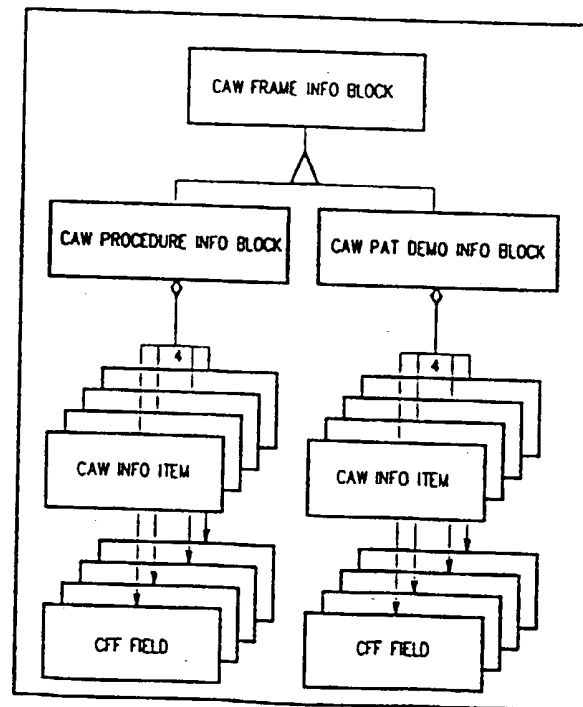 CAW FRAME INFO BLOCK
CAW PROCEDURE INFO BLOCK
CAW PAT DEMO INFO BLOCK
4
4
CAW INFO ITEM
CAW INFO ITEM
CFF FIELD
CFF FIELD